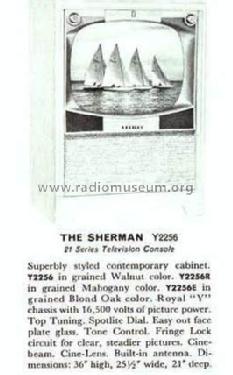 © www.radiomuseum.org
THE SHERMAN Y2256
21 Series Television Console
Superbly styled contemporary cabinet.
Y2256 in grained Walnut color. Y2256R
in grained Mahogany color. Y2256E in
grained Blond Oak color. Royal "Y"
chassis with 16,500 volts of picture power.
Top Tuning. Spotlite Dial. Easy out face
plate glass. Tone Control. Fringe Lock
circuit for clear, steadier pictures. Cine-
beam. Cine-Lens. Built-in antenna. Di-
mensions: 36" high, 25½" wide, 21" deep.